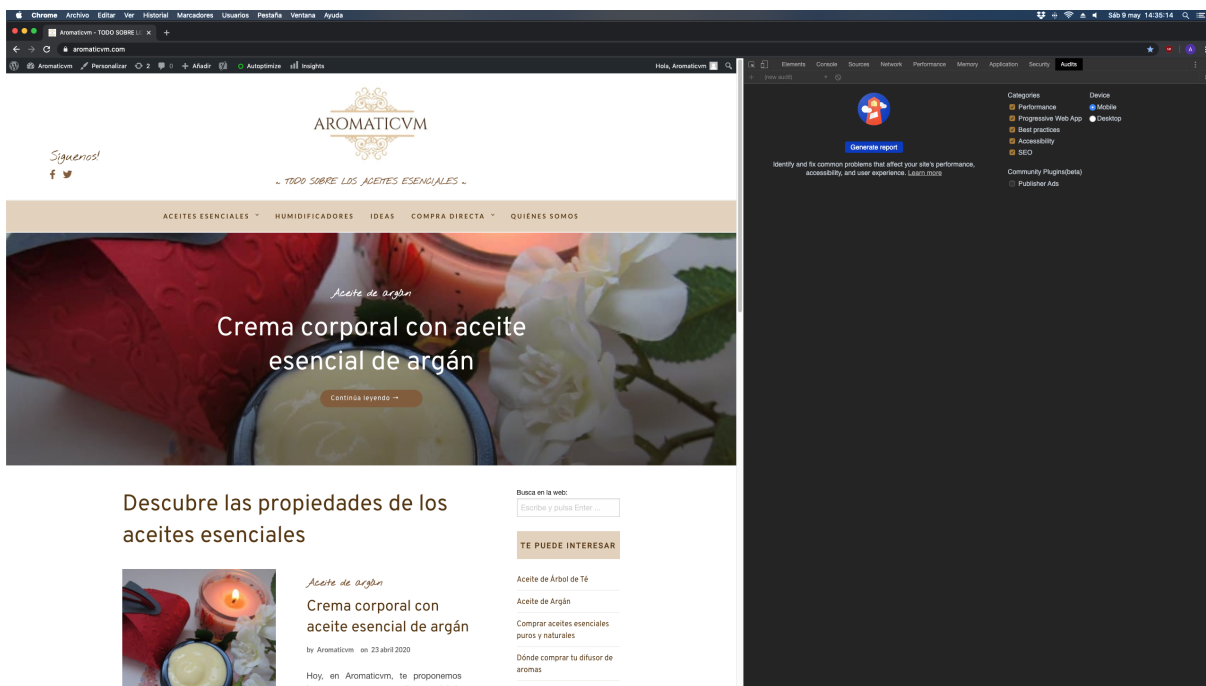 Chrome Archivo Editar Ver Historial Marcadores Usuarios Pestaña Ventana Ayuda
Sáb 9 may 14:35:14
Aromaticvm - TODO SOBRE L
aromaticvm.com
Aromaticvm Personalizar 2 0 Añadir Autoptimize Insights
Hola, Aromaticvm
AROMATICVM
Síguenos!
~ TODO SOBRE LOS ACEITES ESENCIALES ~
ACEITES ESENCIALES HUMIDIFICADORES IDEAS COMPRA DIRECTA QUIÉNES SOMOS
Aceite de argán
Crema corporal con aceite
esencial de argán
Continúa leyendo →
Descubre las propiedades de los
aceites esenciales
Aceite de argán
Crema corporal con
aceite esencial de argán
by Aromaticvm on 23 abril 2020
Hoy, en Aromaticvm, te proponemos
Busca en la web:
Escribe y pulsa Enter ...
TE PUEDE INTERESAR
Aceite de Árbol de Té
Aceite de Argán
Comprar aceites esenciales
puros y naturales
Dónde comprar tu difusor de
aromas
Elements Console Sources Network Performance Memory Application Security Audits
(new audit)
Generate report
Identify and fix common problems that affect your site's performance,
accessibility, and user experience. Learn more
Categories
Performance
Progressive Web App
Best practices
Accessibility
SEO
Device
Mobile
Desktop
Community Plugins(beta)
Publisher Ads